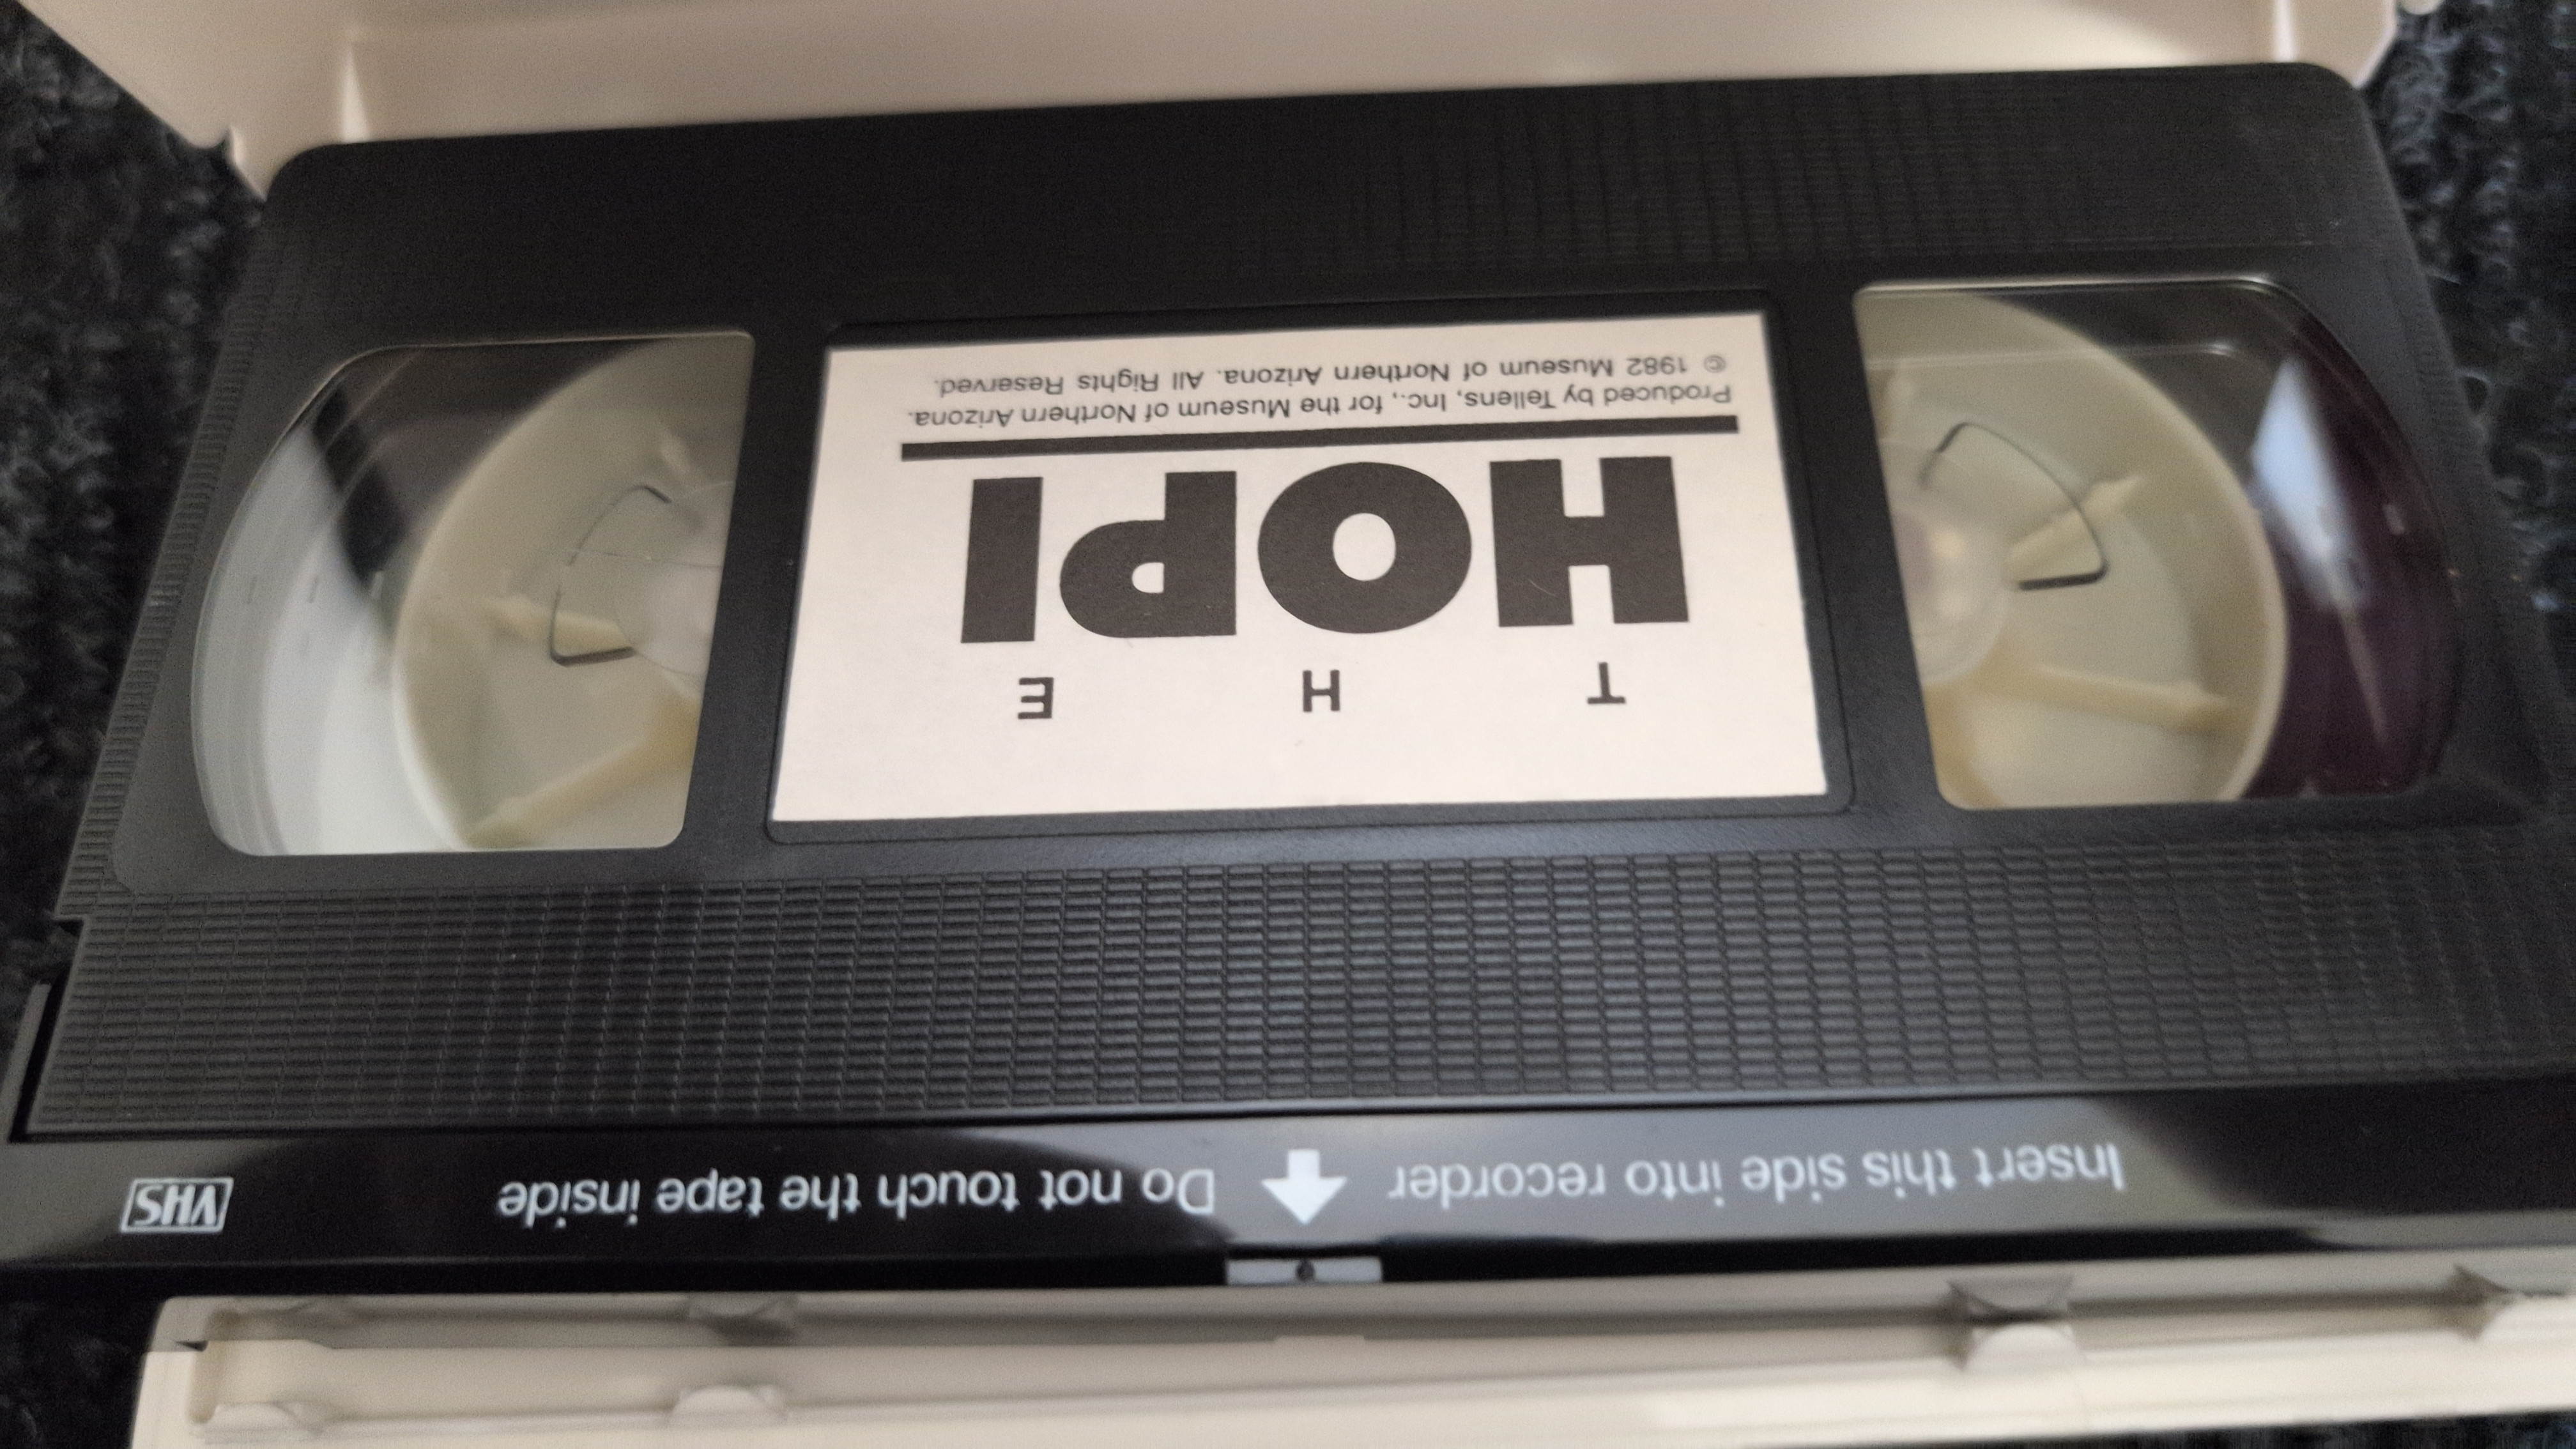 T H E
HOPI
Produced by Tellens, Inc., for the Museum of Northern Arizona.
© 1982 Museum of Northern Arizona. All Rights Reserved.
Insert this side into recorder Do not touch the tape inside VHS